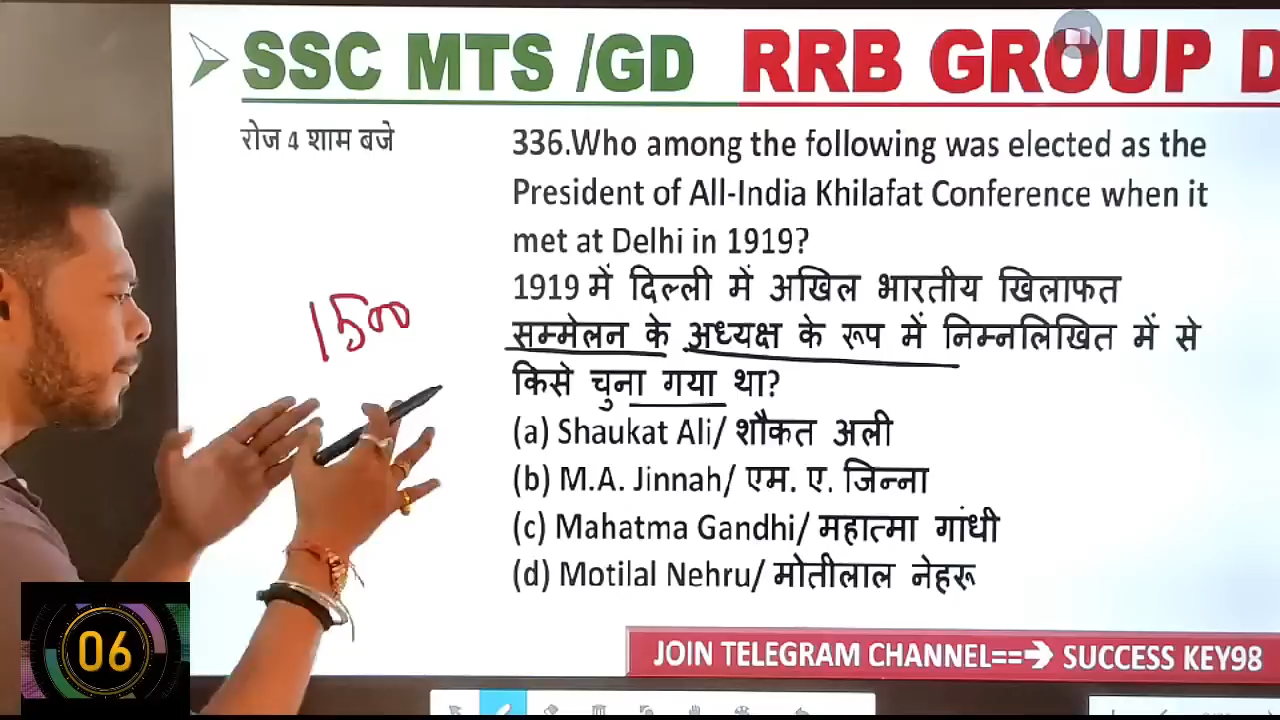 SSC MTS /GD RRB GROUP D
रोज 4 शाम बजे
336.Who among the following was elected as the
President of All-India Khilafat Conference when it
met at Delhi in 1919?
1919 में दिल्ली में अखिल भारतीय खिलाफत
सम्मेलन के अध्यक्ष के रूप में निम्नलिखित में से
किसे चुना गया था?
1500
(a) Shaukat Ali/ शौकत अली
(b) M.A. Jinnah/ एम. ए. जिन्ना
(c) Mahatma Gandhi/ महात्मा गांधी
(d) Motilal Nehru/ मोतीलाल नेहरू
06
JOIN TELEGRAM CHANNEL==➔ SUCCESS KEY98